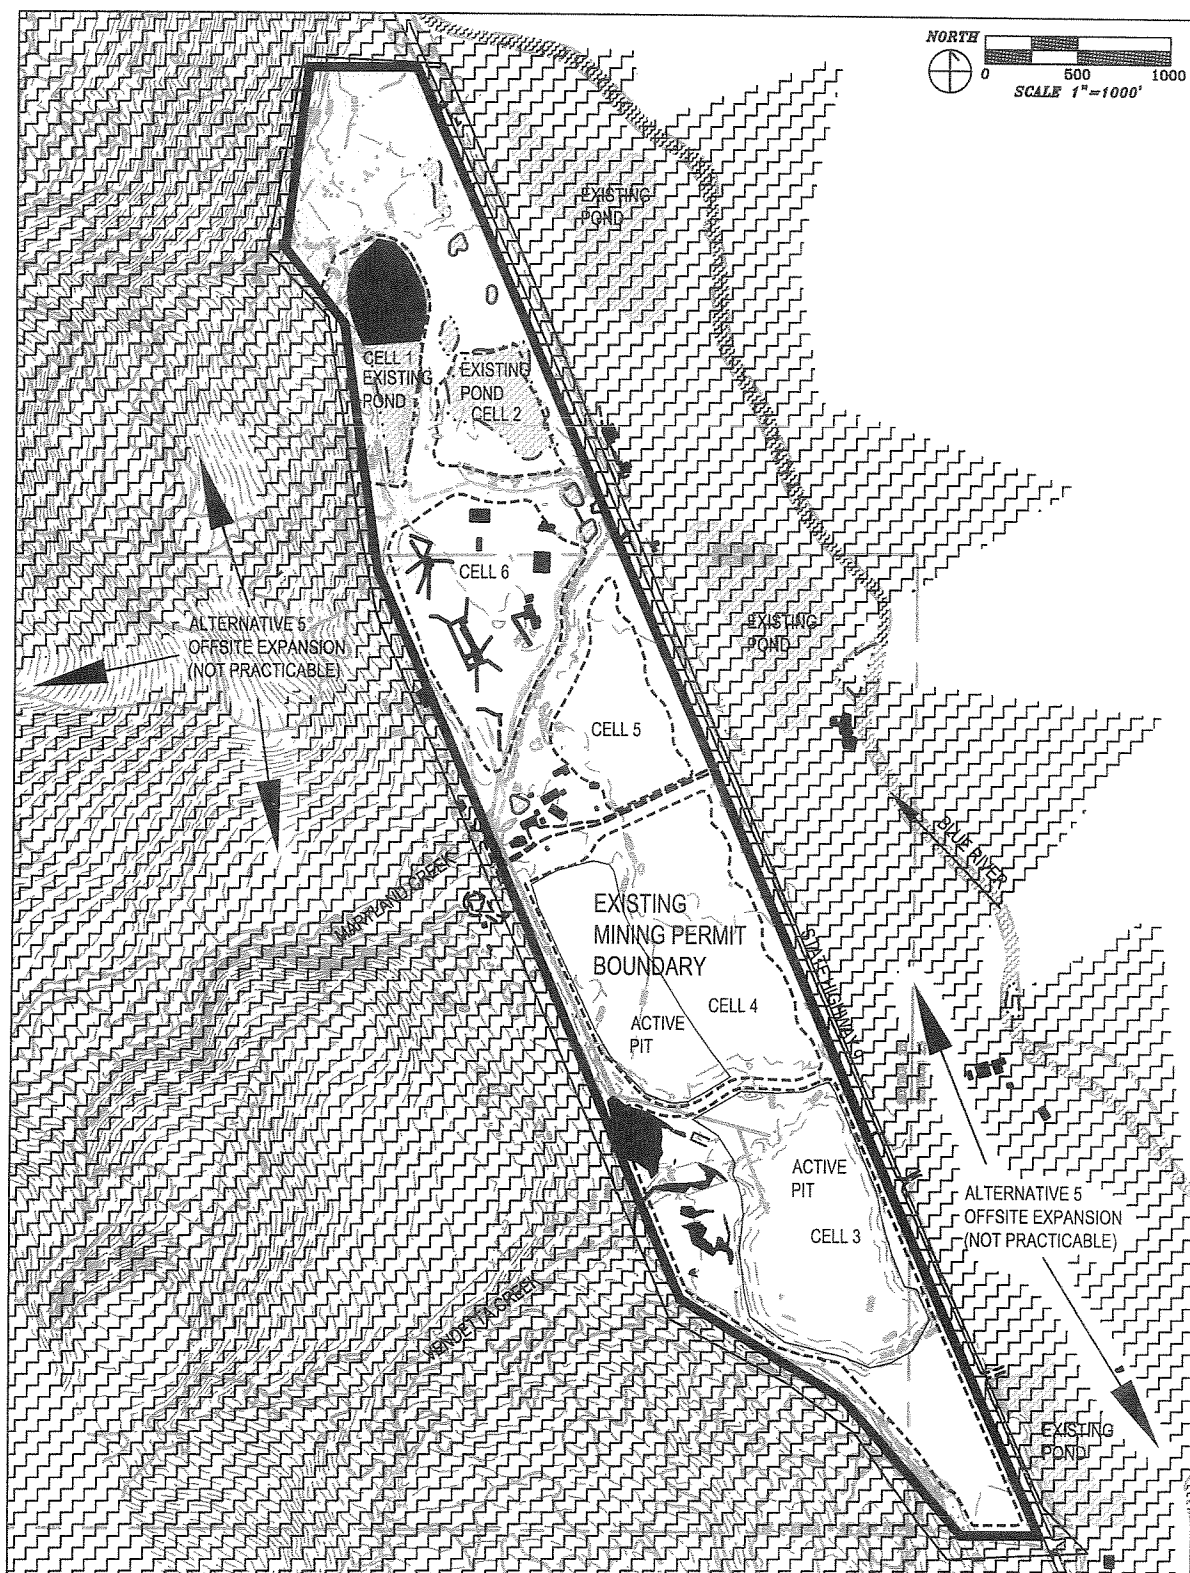 NORTH
0 500 1000
SCALE 1"=1000'
EXISTING
POND
CELL 1
EXISTING
POND
EXISTING
POND
CELL 2
CELL 6
ALTERNATIVE 5
OFFSITE EXPANSION
(NOT PRACTICABLE)
EXISTING
POND
CELL 5
BLUE RIVER
MARYLAND CREEK
EXISTING
MINING PERMIT
BOUNDARY
STATE HIGHWAY 9
CELL 4
ACTIVE
PIT
ACTIVE
PIT
CELL 3
ALTERNATIVE 5
OFFSITE EXPANSION
(NOT PRACTICABLE)
VENDETTA CREEK
EXISTING
POND